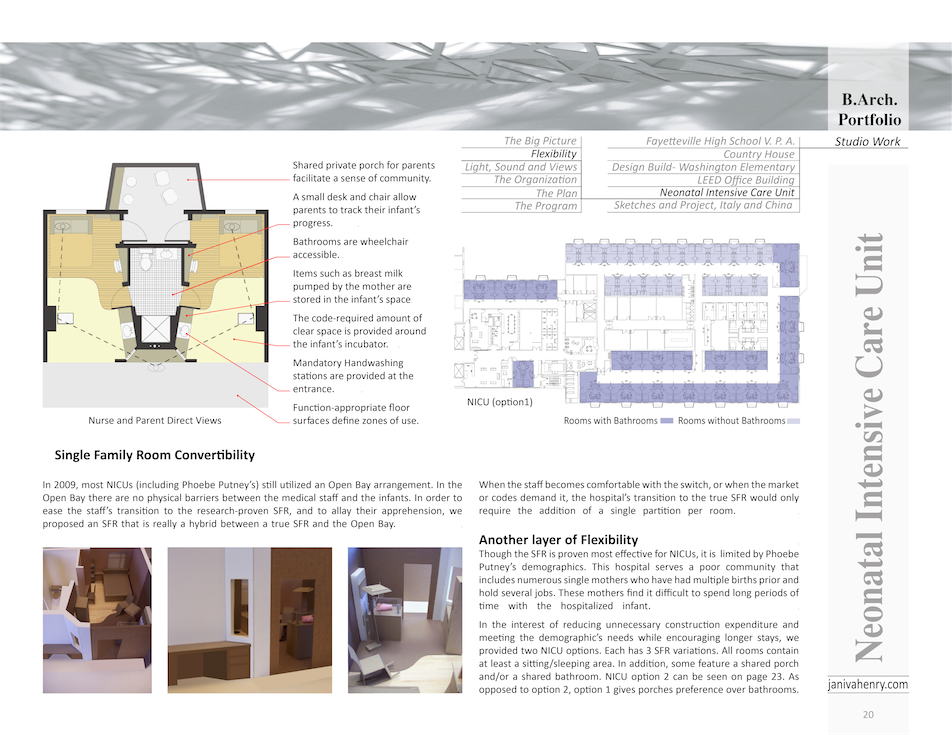 B.Arch.
Portfolio
Studio Work
The Big Picture
Flexibility
Light, Sound and Views
The Organization
The Plan
The Program
Fayetteville High School V. P. A.
Country House
Design Build- Washington Elementary
LEED Office Building
Neonatal Intensive Care Unit
Sketches and Project, Italy and China
Shared private porch for parents
facilitate a sense of community.
A small desk and chair allow
parents to track their infant's
progress.
Bathrooms are wheelchair
accessible.
Items such as breast milk
pumped by the mother are
stored in the infant's space
The code-required amount of
clear space is provided around
the infant's incubator.
Mandatory Handwashing
stations are provided at the
entrance.
Function-appropriate floor
surfaces define zones of use.
Nurse and Parent Direct Views
NICU (option1)
Rooms with Bathrooms
Rooms without Bathrooms
Single Family Room Convertibility
In 2009, most NICUs (including Phoebe Putney's) still utilized an Open Bay arrangement. In the
Open Bay there are no physical barriers between the medical staff and the infants. In order to
ease the staff's transition to the research-proven SFR, and to allay their apprehension, we
proposed an SFR that is really a hybrid between a true SFR and the Open Bay.
When the staff becomes comfortable with the switch, or when the market
or codes demand it, the hospital's transition to the true SFR would only
require the addition of a single partition per room.
Another layer of Flexibility
Though the SFR is proven most effective for NICUs, it is limited by Phoebe
Putney's demographics. This hospital serves a poor community that
includes numerous single mothers who have had multiple births prior and
hold several jobs. These mothers find it difficult to spend long periods of
time with the hospitalized infant.
In the interest of reducing unnecessary construction expenditure and
meeting the demographic's needs while encouraging longer stays, we
provided two NICU options. Each has 3 SFR variations. All rooms contain
at least a sitting/sleeping area. In addition, some feature a shared porch
and/or a shared bathroom. NICU option 2 can be seen on page 23. As
opposed to option 2, option 1 gives porches preference over bathrooms.
Neonatal Intensive Care Unit
janivahenry.com
20